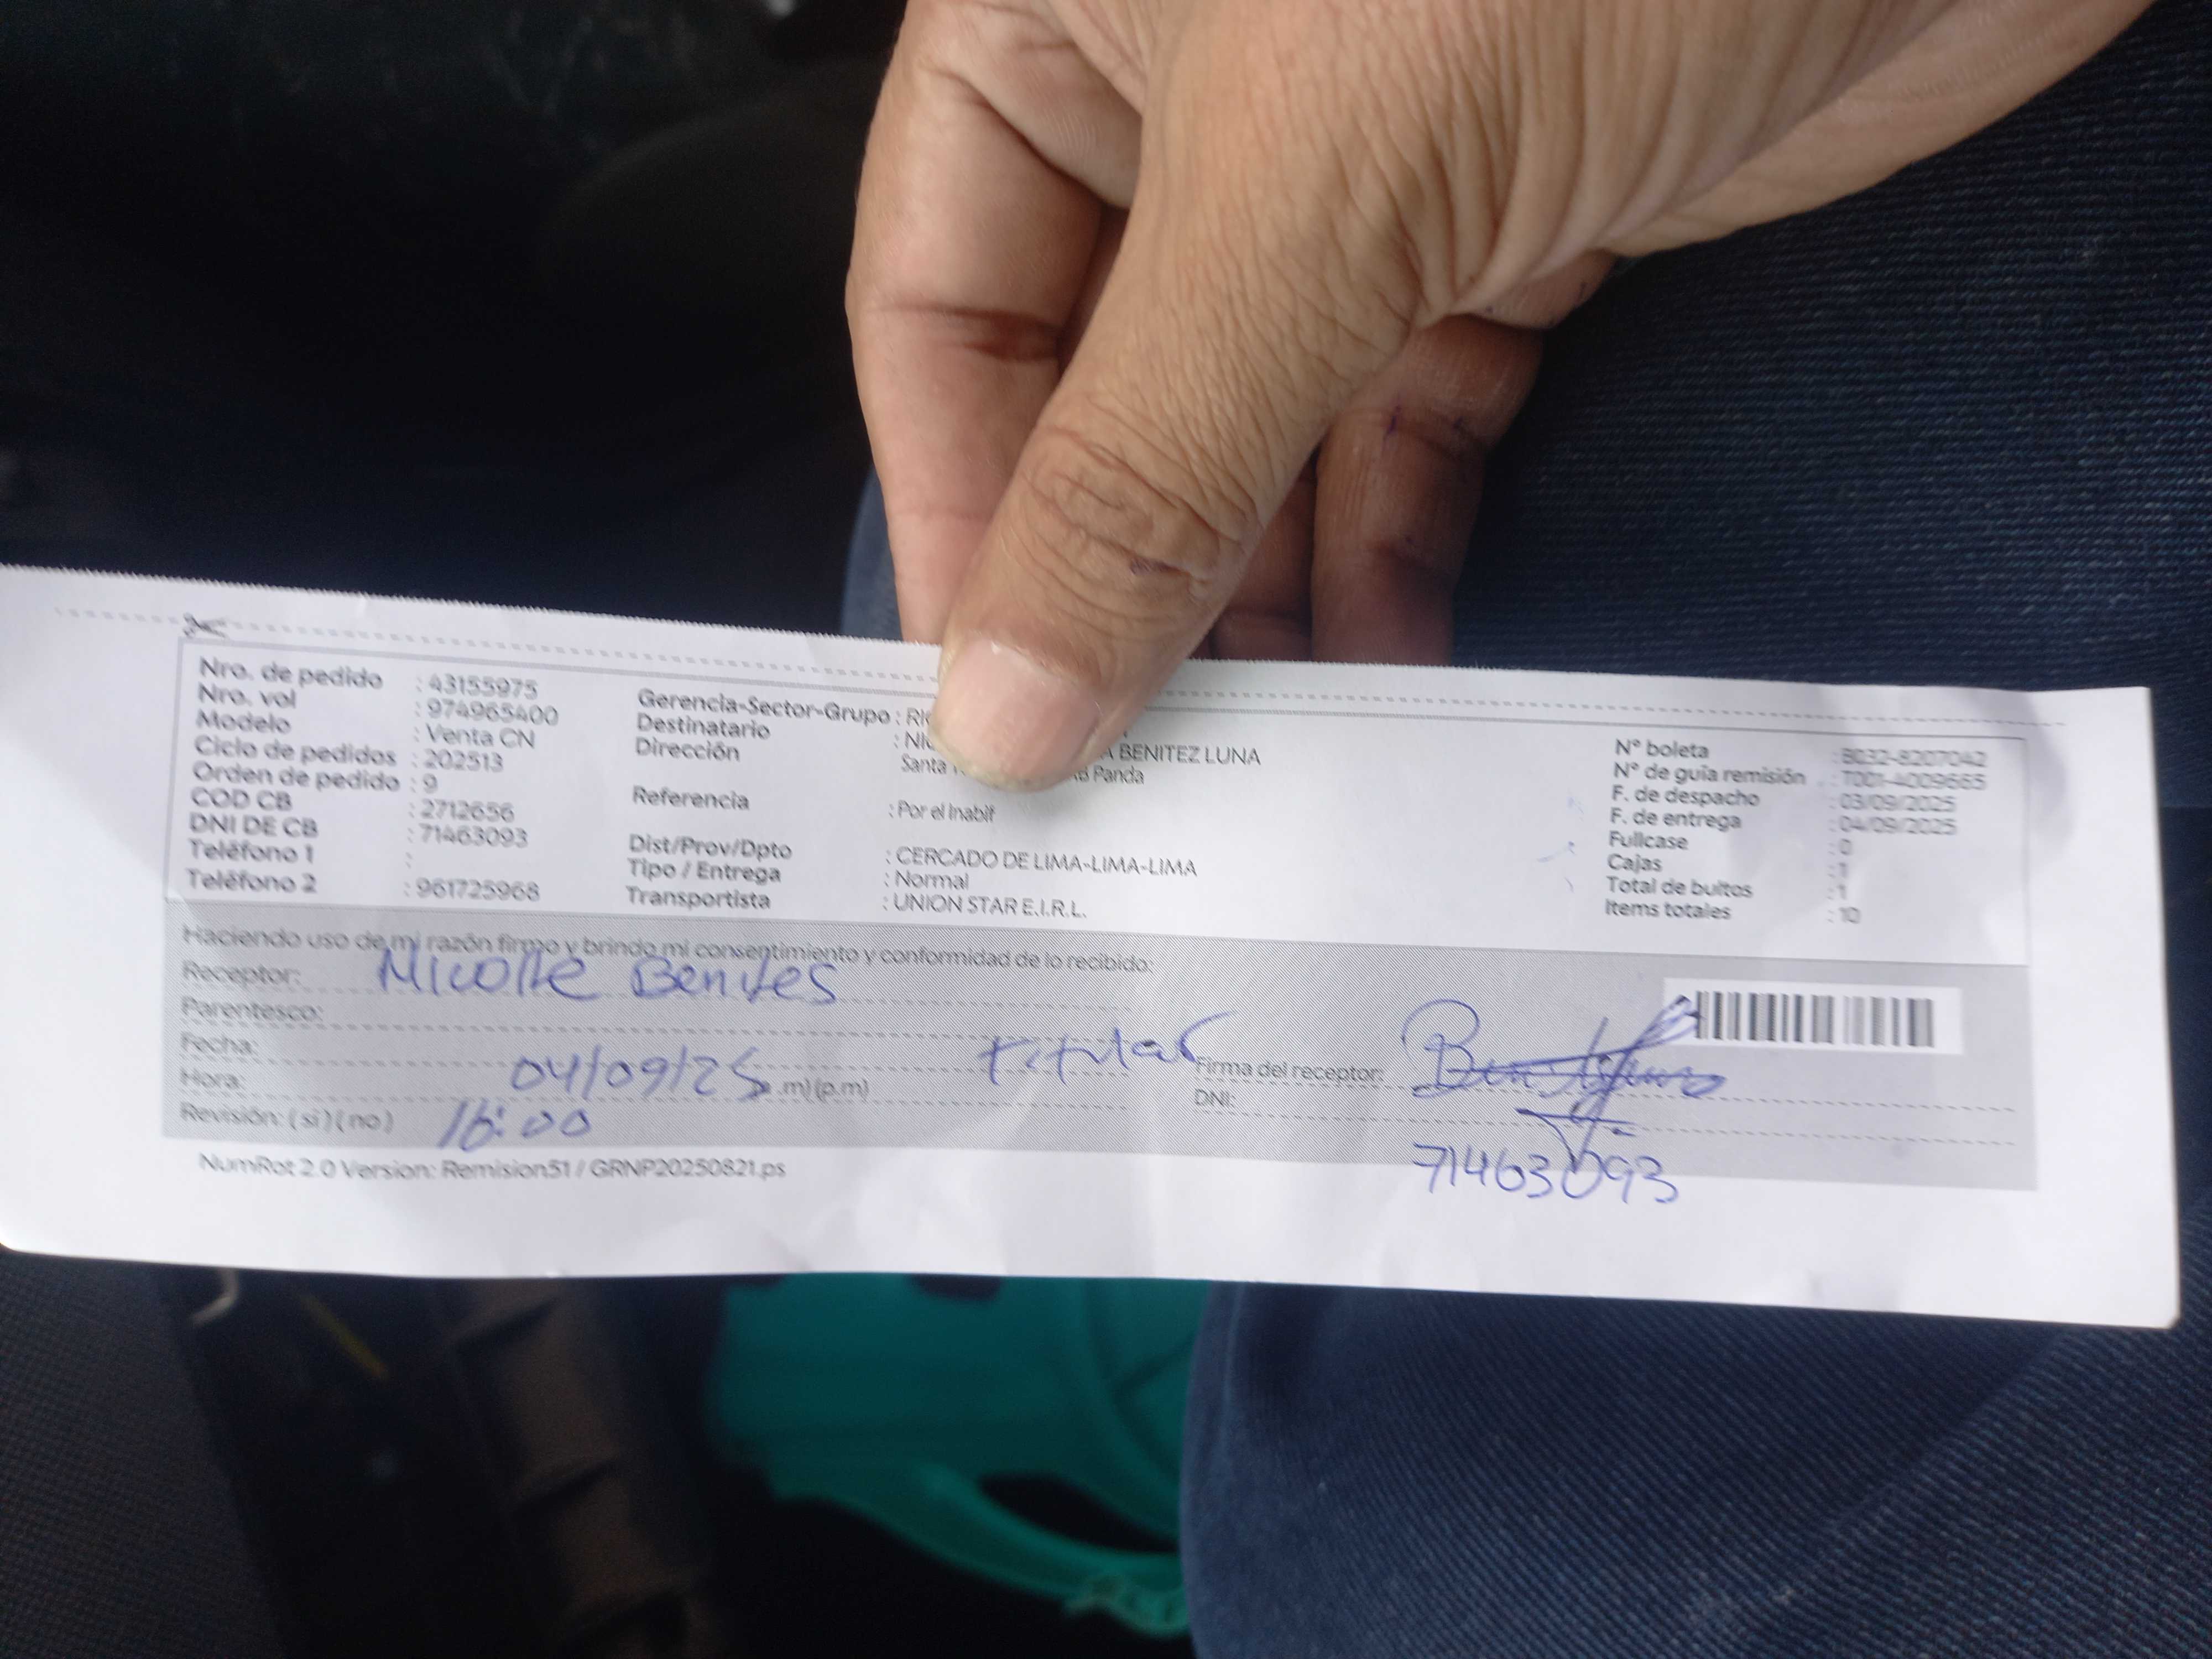 Nro. de pedido : 43155975
Nro. vol : 974965400
Modelo : Venta CN
Ciclo de pedidos : 202513
Orden de pedido : 9
COD CB : 2712656
DNI DE CB : 71463093
Teléfono 1 :
Teléfono 2 : 961725968
Gerencia-Sector-Grupo :
Destinatario : BENITEZ LUNA
Dirección Santa Panda
Referencia : Por el Inabif
Dist/Prov/Dpto : CERCADO DE LIMA-LIMA-LIMA
Tipo / Entrega : Normal
Transportista : UNION STAR E.I.R.L.
N° boleta : B032-8207042
N° de guía remisión : T001-4009665
F. de despacho : 03/09/2025
F. de entrega : 04/09/2025
Fullcase : 0
Cajas : 1
Total de bultos : 1
Items totales : 10
Haciendo uso de mi razón firmo y brindo mi consentimiento y conformidad de lo recibido:
Receptor: Nicolle Benites
Parentesco: titular
Fecha: 04/09/25
Hora: 16:00 .m) (p.m)
Revisión: (si) (no)
Firma del receptor:
DNI: 71463093
NumRot 2.0 Version: Remision51 / GRNP20250821.ps